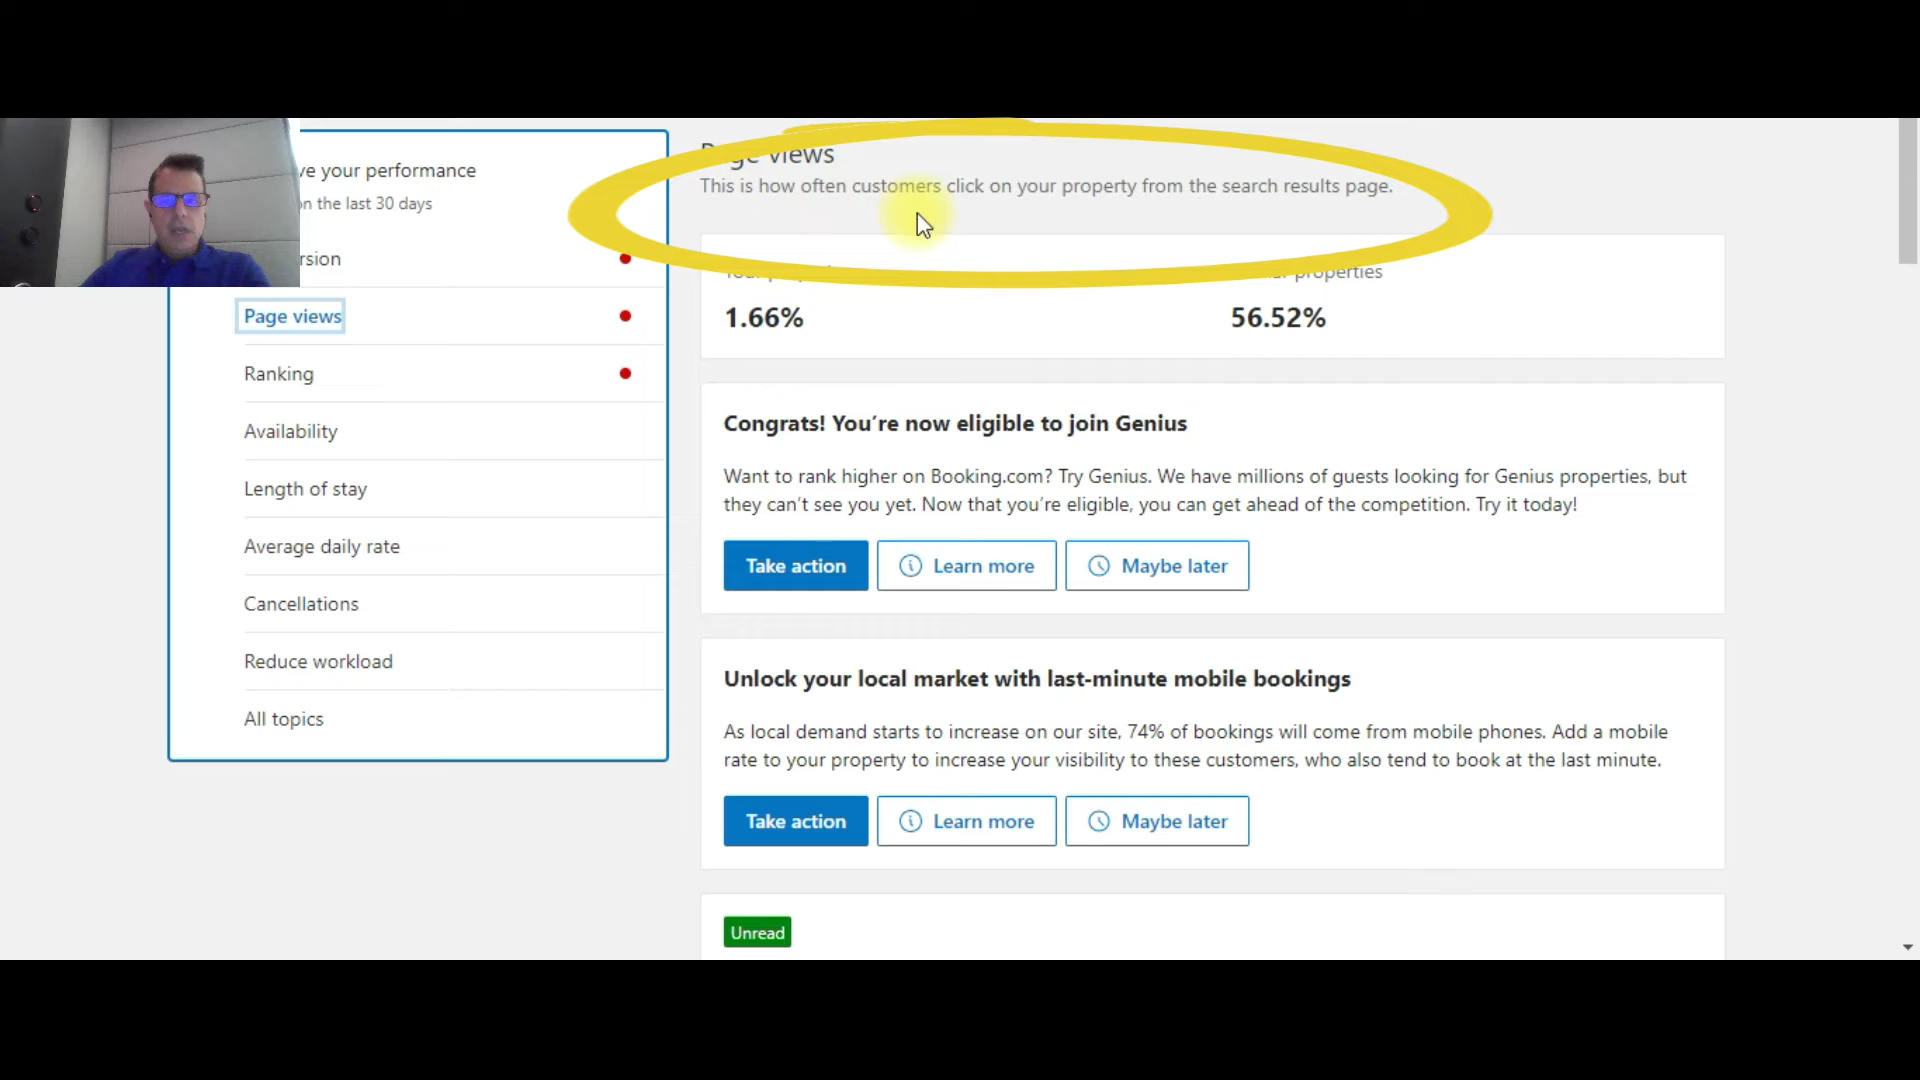 ve your performance
n the last 30 days
rsion
Page views
Ranking
Availability
Length of stay
Average daily rate
Cancellations
Reduce workload
All topics
Page views
This is how often customers click on your property from the search results page.
properties
1.66%
56.52%
Congrats! You're now eligible to join Genius
Want to rank higher on Booking.com? Try Genius. We have millions of guests looking for Genius properties, but
they can't see you yet. Now that you're eligible, you can get ahead of the competition. Try it today!
Take action
Learn more
Maybe later
Unlock your local market with last-minute mobile bookings
As local demand starts to increase on our site, 74% of bookings will come from mobile phones. Add a mobile
rate to your property to increase your visibility to these customers, who also tend to book at the last minute.
Take action
Learn more
Maybe later
Unread